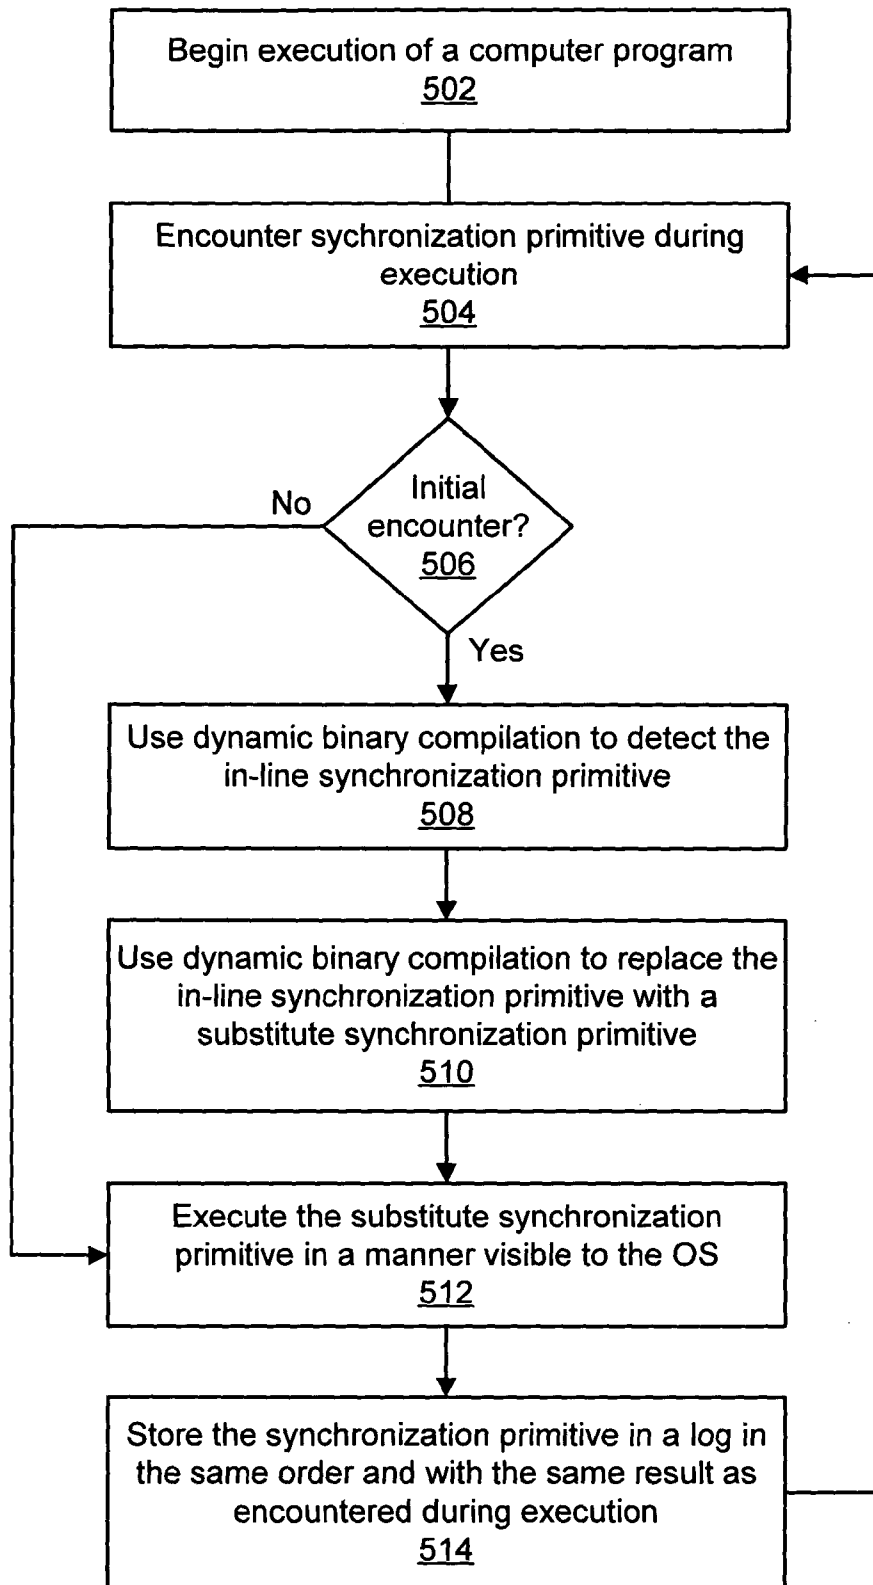 Begin execution of a computer program
502
Encounter sychronization primitive during
execution
504
Initial
encounter?
506
No
Yes
Use dynamic binary compilation to detect the
in-line synchronization primitive
508
Use dynamic binary compilation to replace the
in-line synchronization primitive with a
substitute synchronization primitive
510
Execute the substitute synchronization
primitive in a manner visible to the OS
512
Store the synchronization primitive in a log in
the same order and with the same result as
encountered during execution
514